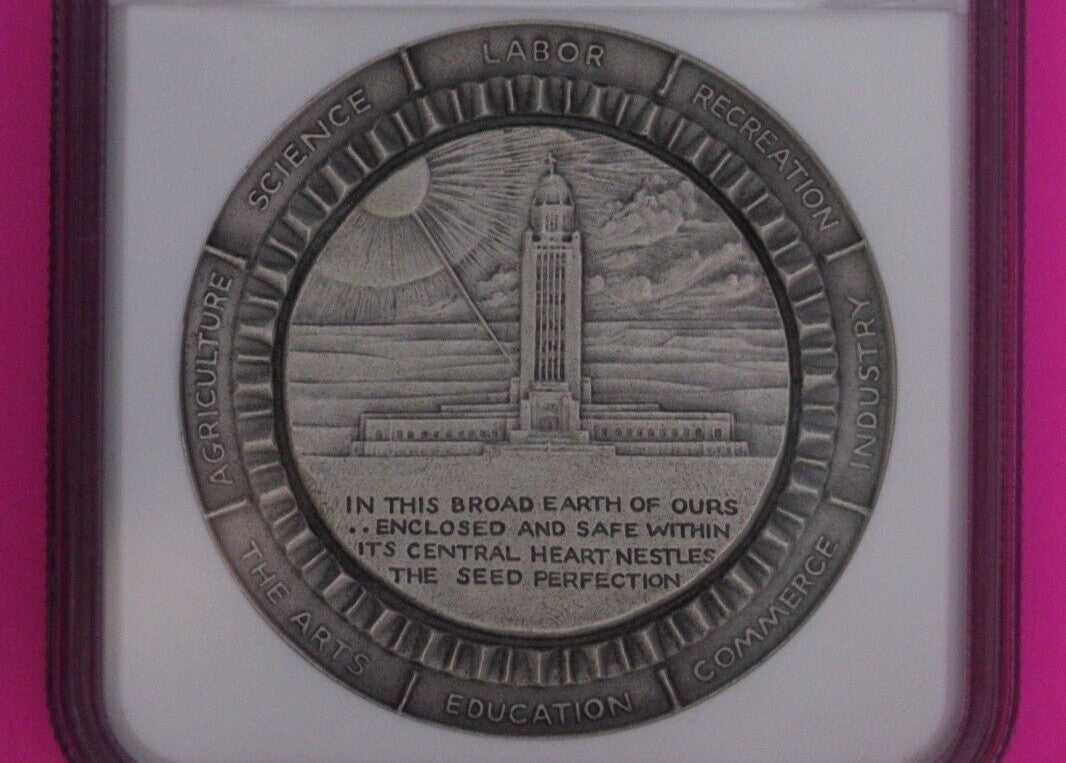 LABOR
RECREATION
INDUSTRY
COMMERCE
EDUCATION
THE ARTS
AGRICULTURE
SCIENCE
IN THIS BROAD EARTH OF OURS
..ENCLOSED AND SAFE WITHIN
ITS CENTRAL HEART NESTLES
THE SEED PERFECTION